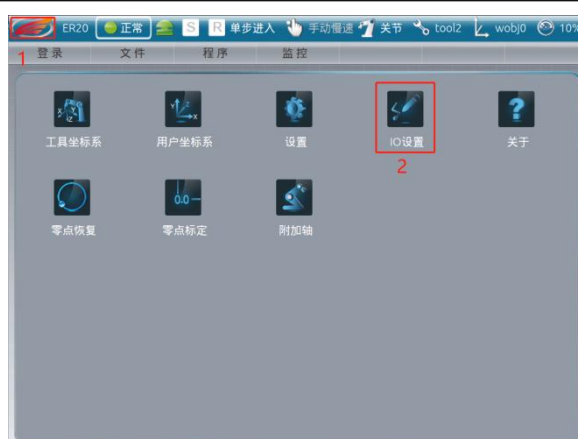 ER20 正常 S R 单步进入 手动慢速 关节 tool2 wobj0 10%
1
登录 文件 程序 监控
工具坐标系 用户坐标系 设置 IO设置 关于
2
零点恢复 零点标定 附加轴